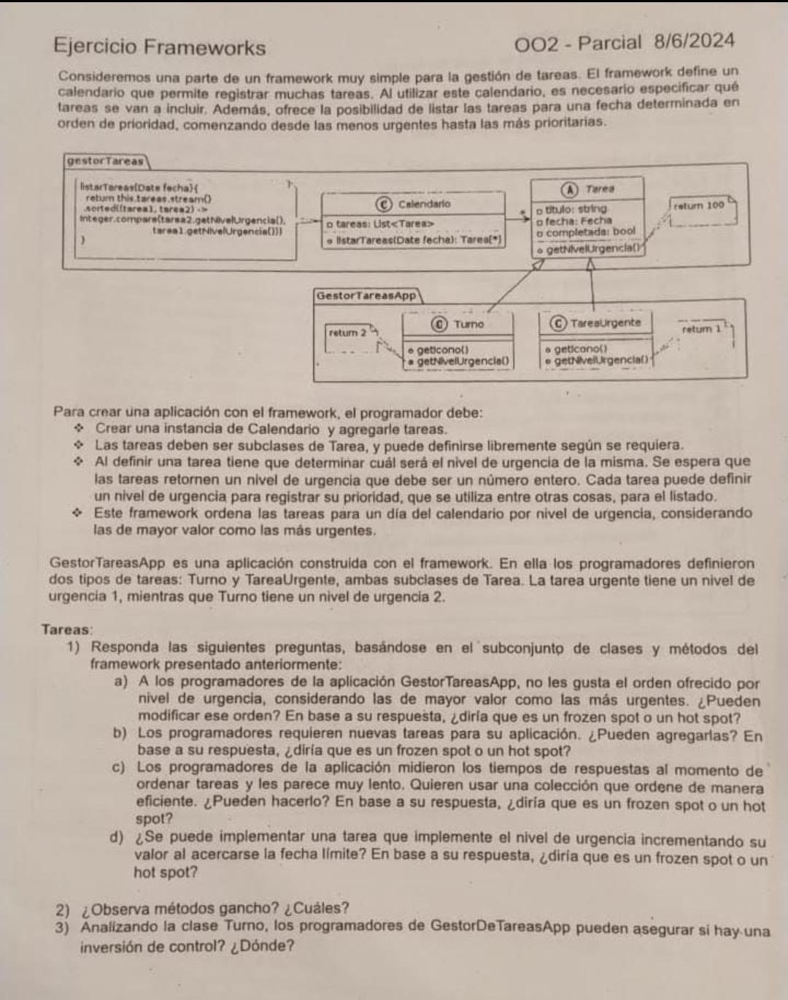 Ejercicio Frameworks
OO2 - Parcial 8/6/2024
Consideremos una parte de un framework muy simple para la gestión de tareas. El framework define un
calendario que permite registrar muchas tareas. Al utilizar este calendario, es necesario especificar qué
tareas se van a incluir. Además, ofrece la posibilidad de listar las tareas para una fecha determinada en
orden de prioridad, comenzando desde las menos urgentes hasta las más prioritarias.
gestorTareas
listarTareas(Date fecha){
return this.tareas.stream()
.sorted((tarea1, tarea2) ->
Integer.compare(tarea2.getNivelUrgencia(),
tarea1.getNivelUrgencia()))
}
C Calendario
tareas: List<Tarea>
listarTareas(Date fecha): Tarea[*]
*
A Tarea
titulo: string
fecha: Fecha
completada: bool
getNivelUrgencia()
return 100
GestorTareasApp
return 2
C Turno
getIcono()
getNivelUrgencia()
C TareaUrgente
getIcono()
getNivelUrgencia()
return 1
Para crear una aplicación con el framework, el programador debe:
❖ Crear una instancia de Calendario y agregarle tareas.
❖ Las tareas deben ser subclases de Tarea, y puede definirse libremente según se requiera.
❖ Al definir una tarea tiene que determinar cuál será el nivel de urgencia de la misma. Se espera que
las tareas retornen un nivel de urgencia que debe ser un número entero. Cada tarea puede definir
un nivel de urgencia para registrar su prioridad, que se utiliza entre otras cosas, para el listado.
❖ Este framework ordena las tareas para un día del calendario por nivel de urgencia, considerando
las de mayor valor como las más urgentes.
GestorTareasApp es una aplicación construida con el framework. En ella los programadores definieron
dos tipos de tareas: Turno y TareaUrgente, ambas subclases de Tarea. La tarea urgente tiene un nivel de
urgencia 1, mientras que Turno tiene un nivel de urgencia 2.
Tareas:
1) Responda las siguientes preguntas, basándose en el subconjunto de clases y métodos del
framework presentado anteriormente:
a) A los programadores de la aplicación GestorTareasApp, no les gusta el orden ofrecido por
nivel de urgencia, considerando las de mayor valor como las más urgentes. ¿Pueden
modificar ese orden? En base a su respuesta, ¿diría que es un frozen spot o un hot spot?
b) Los programadores requieren nuevas tareas para su aplicación. ¿Pueden agregarlas? En
base a su respuesta, ¿diría que es un frozen spot o un hot spot?
c) Los programadores de la aplicación midieron los tiempos de respuestas al momento de
ordenar tareas y les parece muy lento. Quieren usar una colección que ordene de manera
eficiente. ¿Pueden hacerlo? En base a su respuesta, ¿diría que es un frozen spot o un hot
spot?
d) ¿Se puede implementar una tarea que implemente el nivel de urgencia incrementando su
valor al acercarse la fecha límite? En base a su respuesta, ¿diría que es un frozen spot o un
hot spot?
2) ¿Observa métodos gancho? ¿Cuáles?
3) Analizando la clase Turno, los programadores de GestorDeTareasApp pueden asegurar si hay una
inversión de control? ¿Dónde?